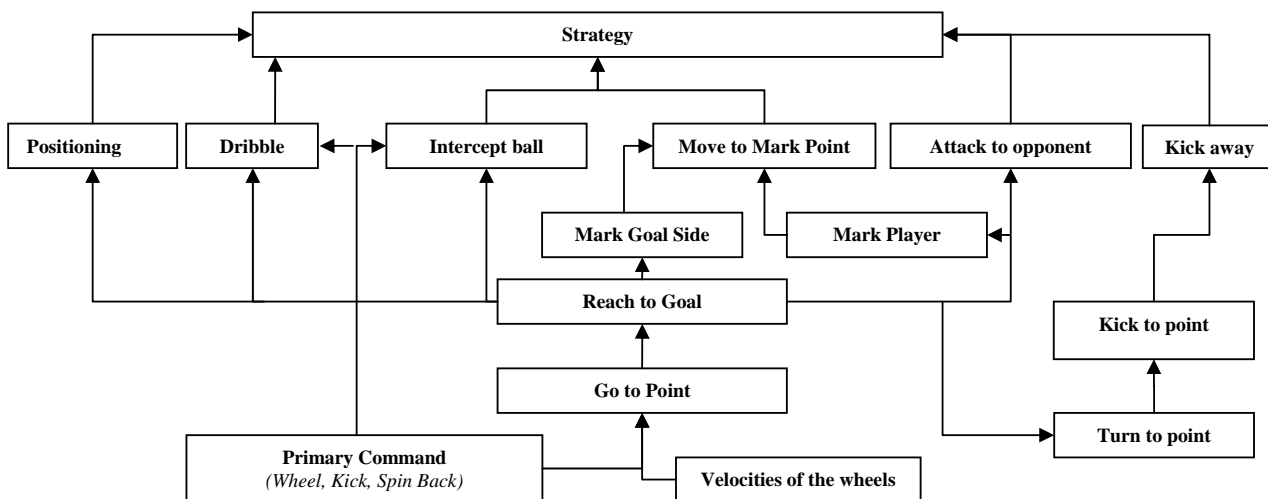 Strategy
Positioning
Dribble
Intercept ball
Move to Mark Point
Attack to opponent
Kick away
Mark Goal Side
Mark Player
Reach to Goal
Kick to point
Go to Point
Turn to point
Primary Command
(Wheel, Kick, Spin Back)
Velocities of the wheels